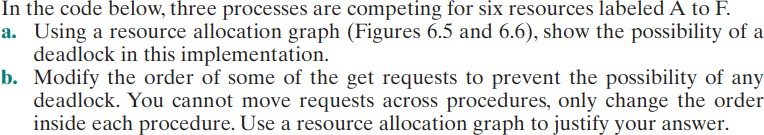 In the code below, three processes are competing for six resources labeled A to F.
a. Using a resource allocation graph (Figures 6.5 and 6.6), show the possibility of a
deadlock in this implementation.
b. Modify the order of some of the get requests to prevent the possibility of any
deadlock. You cannot move requests across procedures, only change the order
inside each procedure. Use a resource allocation graph to justify your answer.